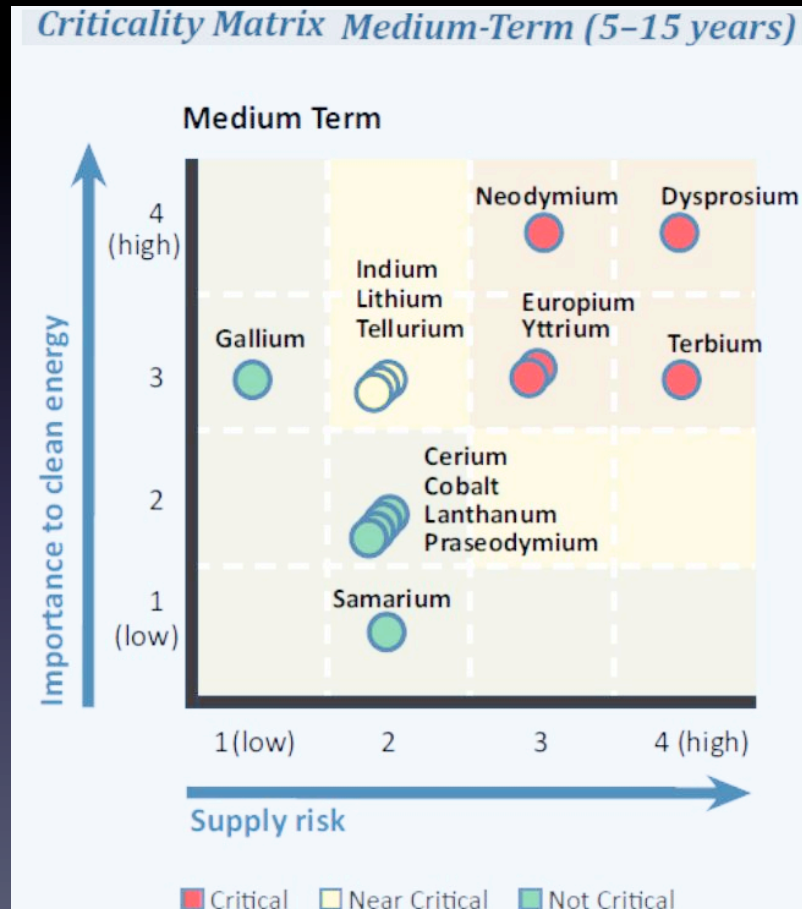 Criticality Matrix Medium-Term (5–15 years)
Medium Term
Importance to clean energy
4
(high)
3
2
1
(low)
Neodymium
Dysprosium
Indium
Lithium
Tellurium
Europium
Yttrium
Gallium
Terbium
Cerium
Cobalt
Lanthanum
Praseodymium
Samarium
1 (low) 2 3 4 (high)
Supply risk
Critical Near Critical Not Critical